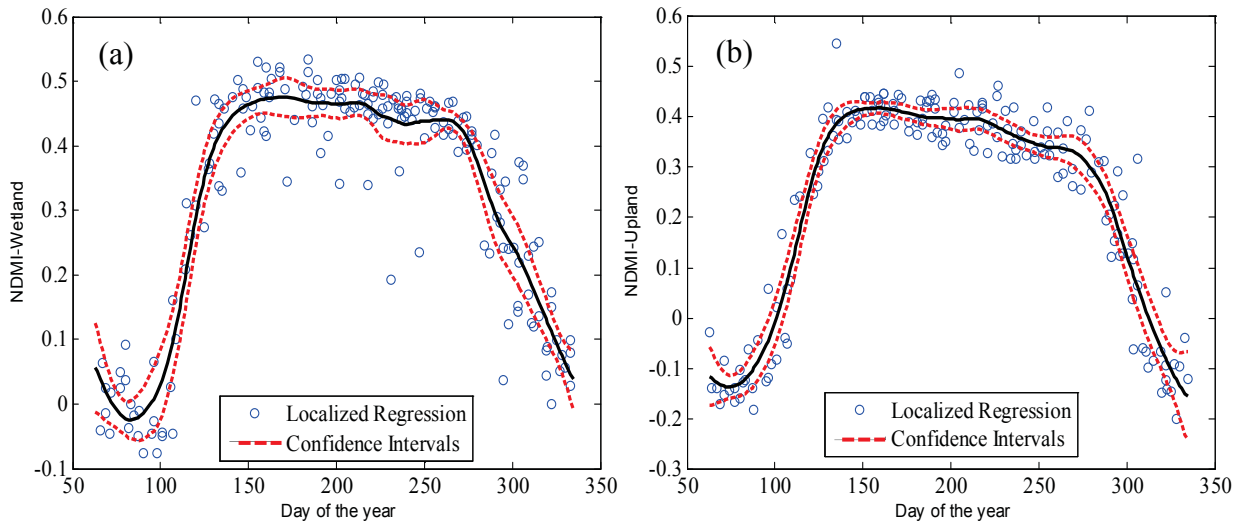 (a)
NDMI-Wetland
0.6
0.5
0.4
0.3
0.2
0.1
0
-0.1
50 100 150 200 250 300 350
Day of the year
Localized Regression
Confidence Intervals
(b)
NDMI-Upland
0.6
0.5
0.4
0.3
0.2
0.1
0
-0.1
-0.2
-0.3
50 100 150 200 250 300 350
Day of the year
Localized Regression
Confidence Intervals